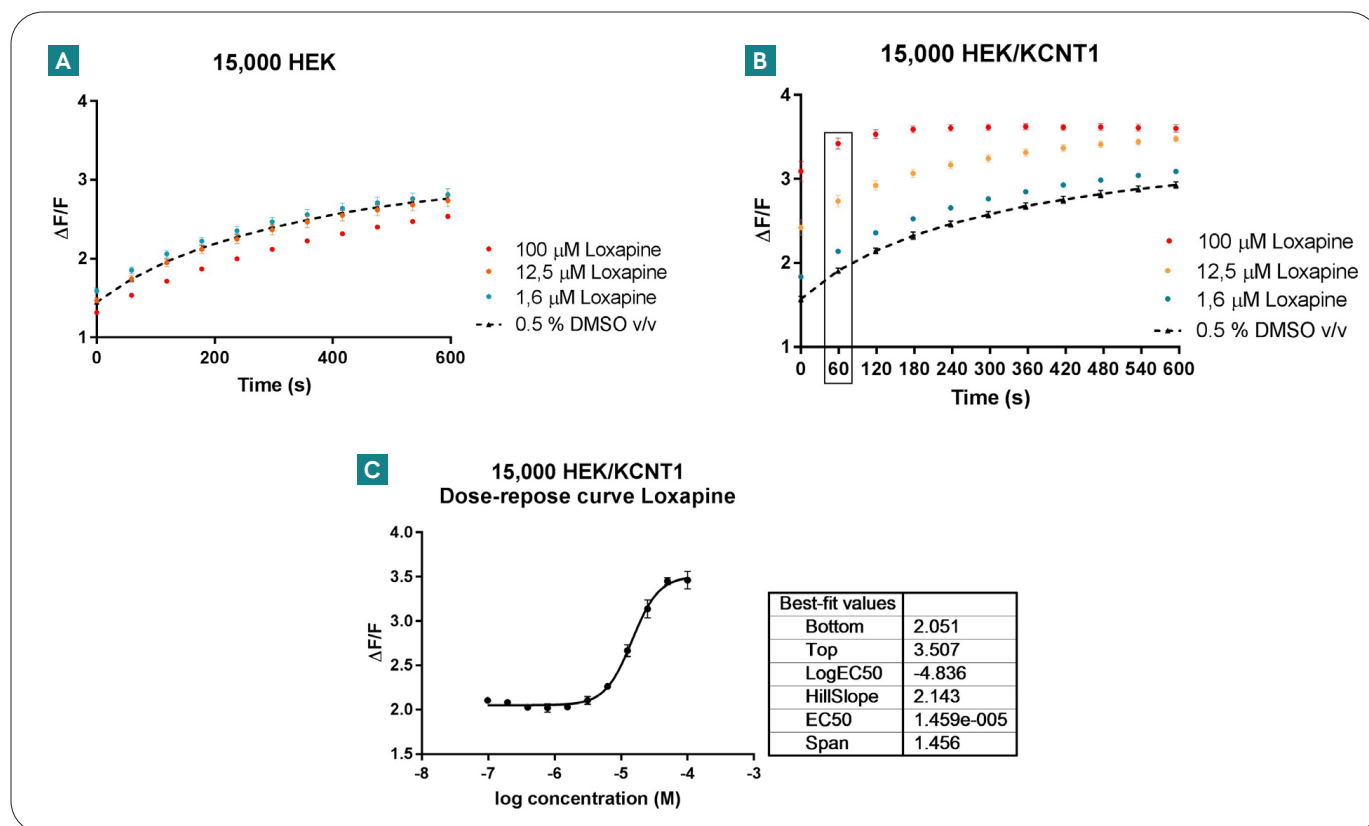 A
15,000 HEK
ΔF/F
4
3
2
1
0
200
400
600
Time (s)
100 μM Loxapine
12,5 μM Loxapine
1,6 μM Loxapine
0.5 % DMSO v/v
B
15,000 HEK/KCNT1
ΔF/F
4
3
2
1
0 60 120 180 240 300 360 420 480 540 600
Time (s)
100 μM Loxapine
12,5 μM Loxapine
1,6 μM Loxapine
0.5 % DMSO v/v
C
15,000 HEK/KCNT1
Dose-repose curve Loxapine
ΔF/F
4.0
3.5
3.0
2.5
2.0
1.5
-8 -7 -6 -5 -4 -3
log concentration (M)
Best-fit values
Bottom 2.051
Top 3.507
LogEC50 -4.836
HillSlope 2.143
EC50 1.459e-005
Span 1.456